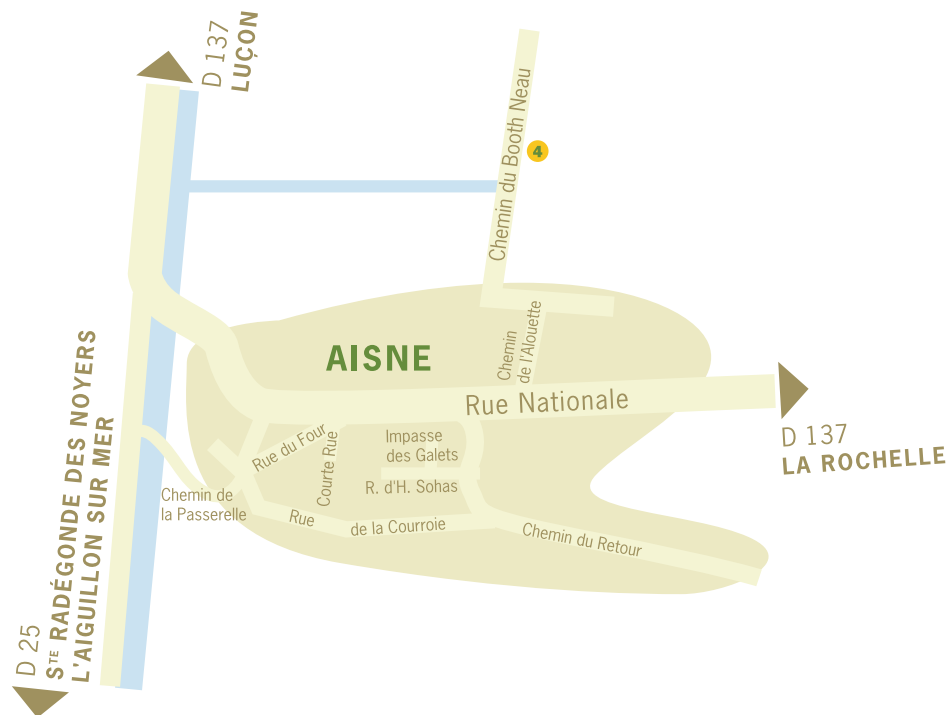 D 137
LUÇON
Chemin du Booth Neau
4
AISNE
Chemin
de l'Alouette
Rue Nationale
D 137
LA ROCHELLE
Rue du Four
Courte Rue
Impasse
des Galets
R. d'H. Sohas
Chemin de
la Passerelle
Rue de la Courroie
Chemin du Retour
D 25
STE RADÉGONDE DES NOYERS
L'AIGUILLON SUR MER